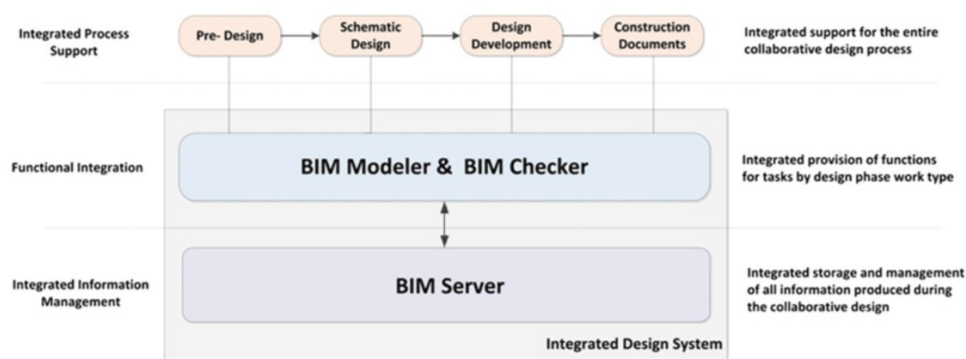 Integrated Process
Support
Pre- Design
Schematic
Design
Design
Development
Construction
Documents
Integrated support for the entire
collaborative design process
Functional Integration
BIM Modeler & BIM Checker
Integrated provision of functions
for tasks by design phase work type
Integrated Information
Management
BIM Server
Integrated storage and management
of all information produced during
the collaborative design
Integrated Design System